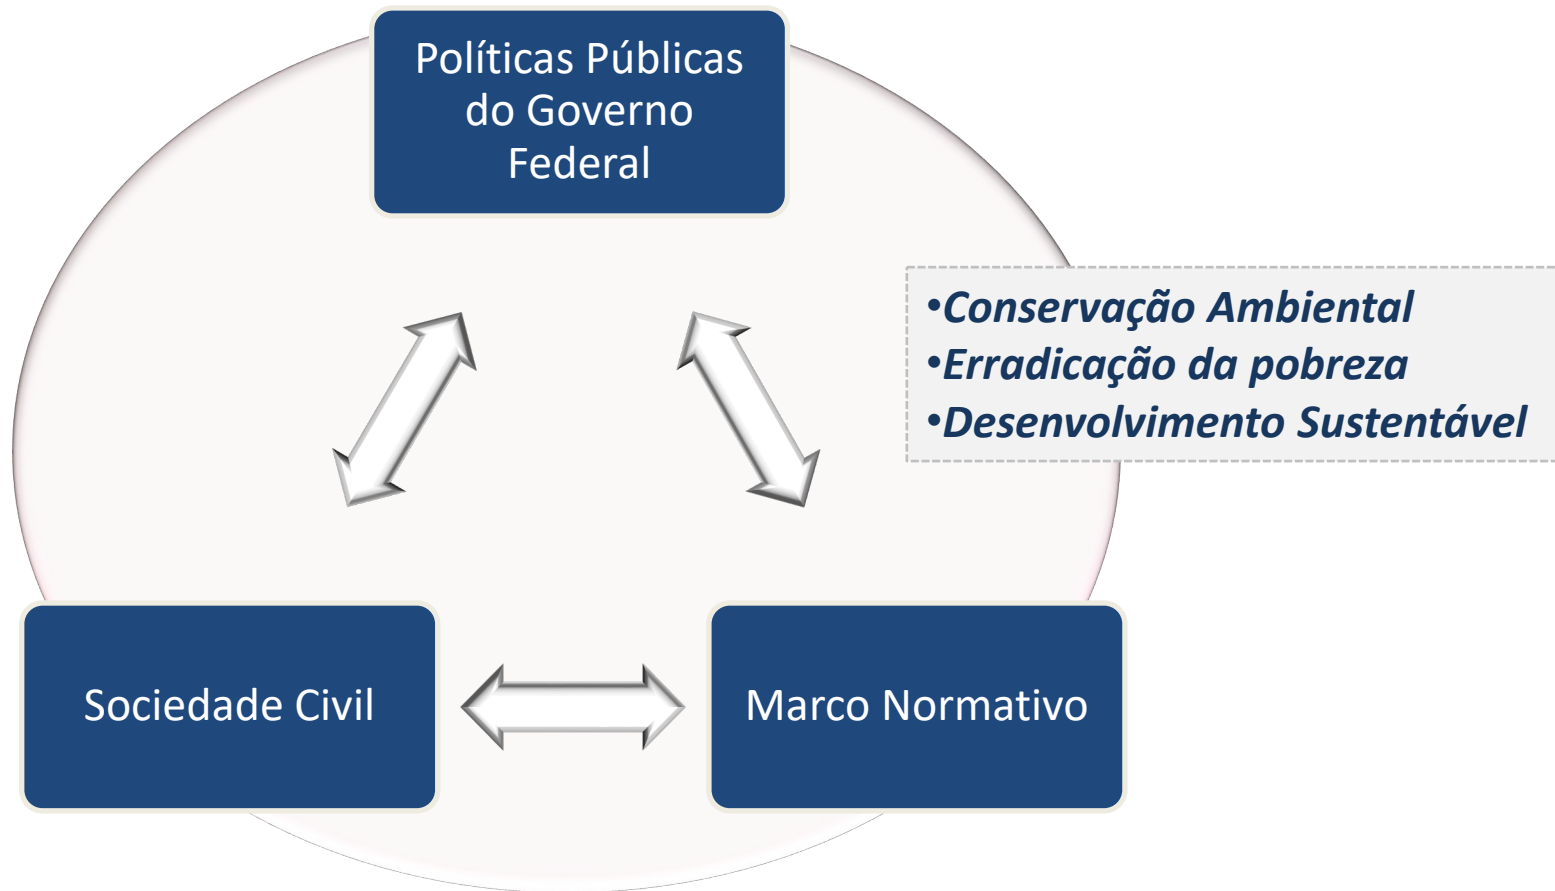 Políticas Públicas
do Governo
Federal
•Conservação Ambiental
•Erradicação da pobreza
•Desenvolvimento Sustentável
Sociedade Civil
Marco Normativo